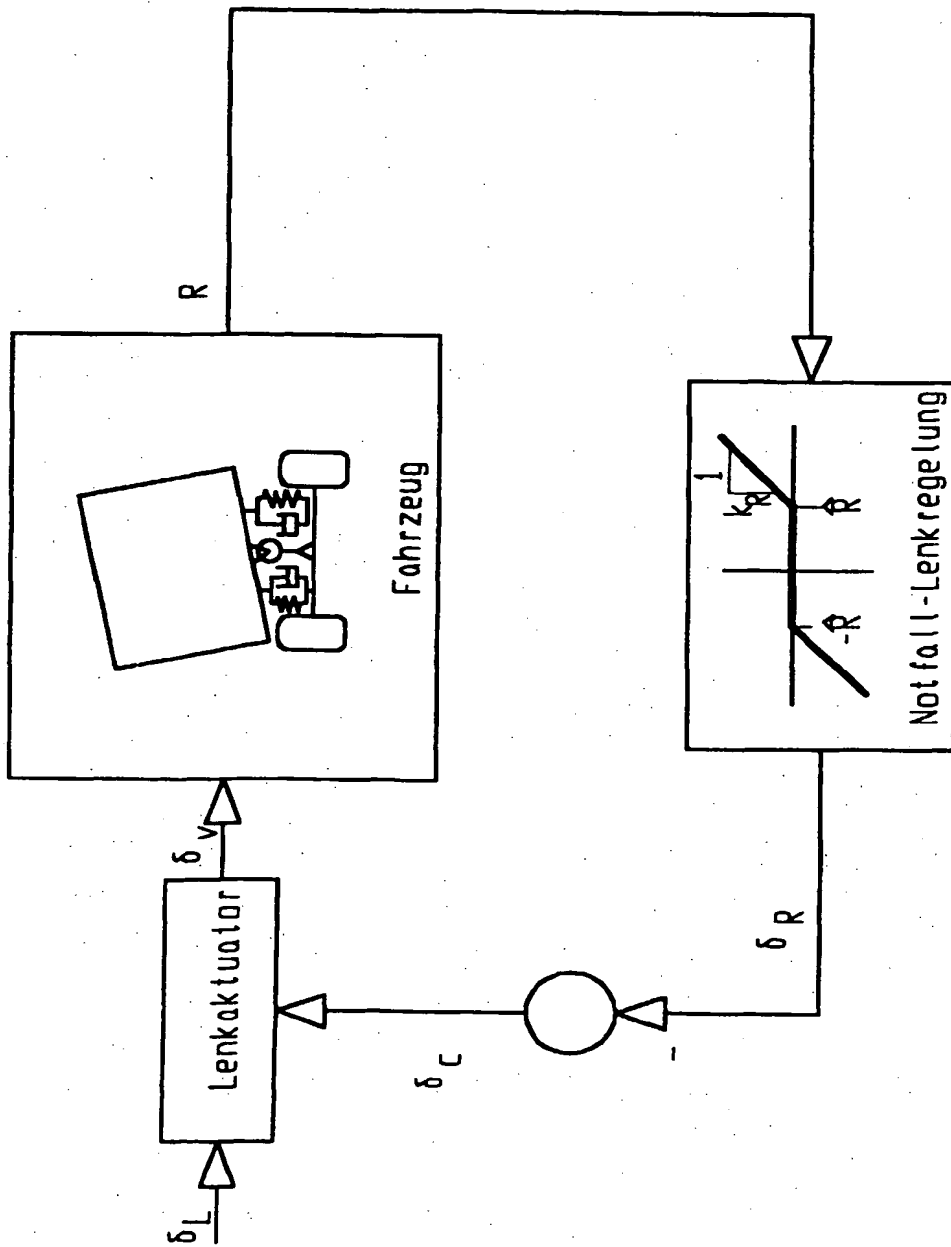 δL
Lenkaktuator
δv
Fahrzeug
R
δC
-
δR
kR
1
-R̂
R̂
Notfall-Lenkregelung